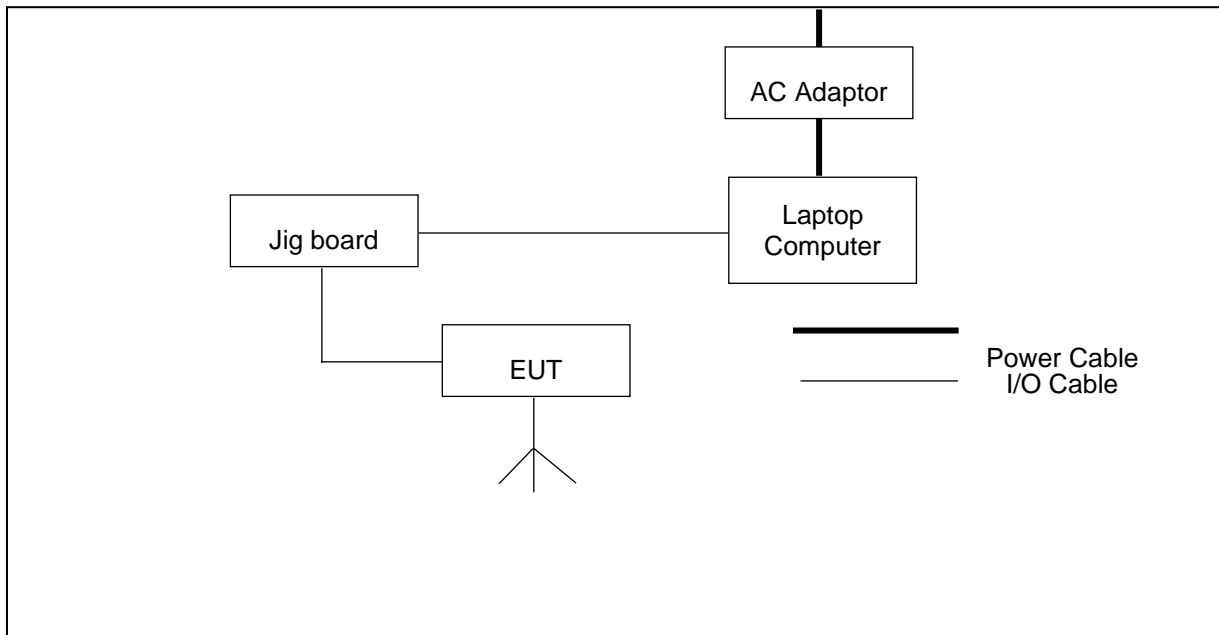 AC Adaptor
Laptop
Computer
Jig board
EUT
Power Cable
I/O Cable